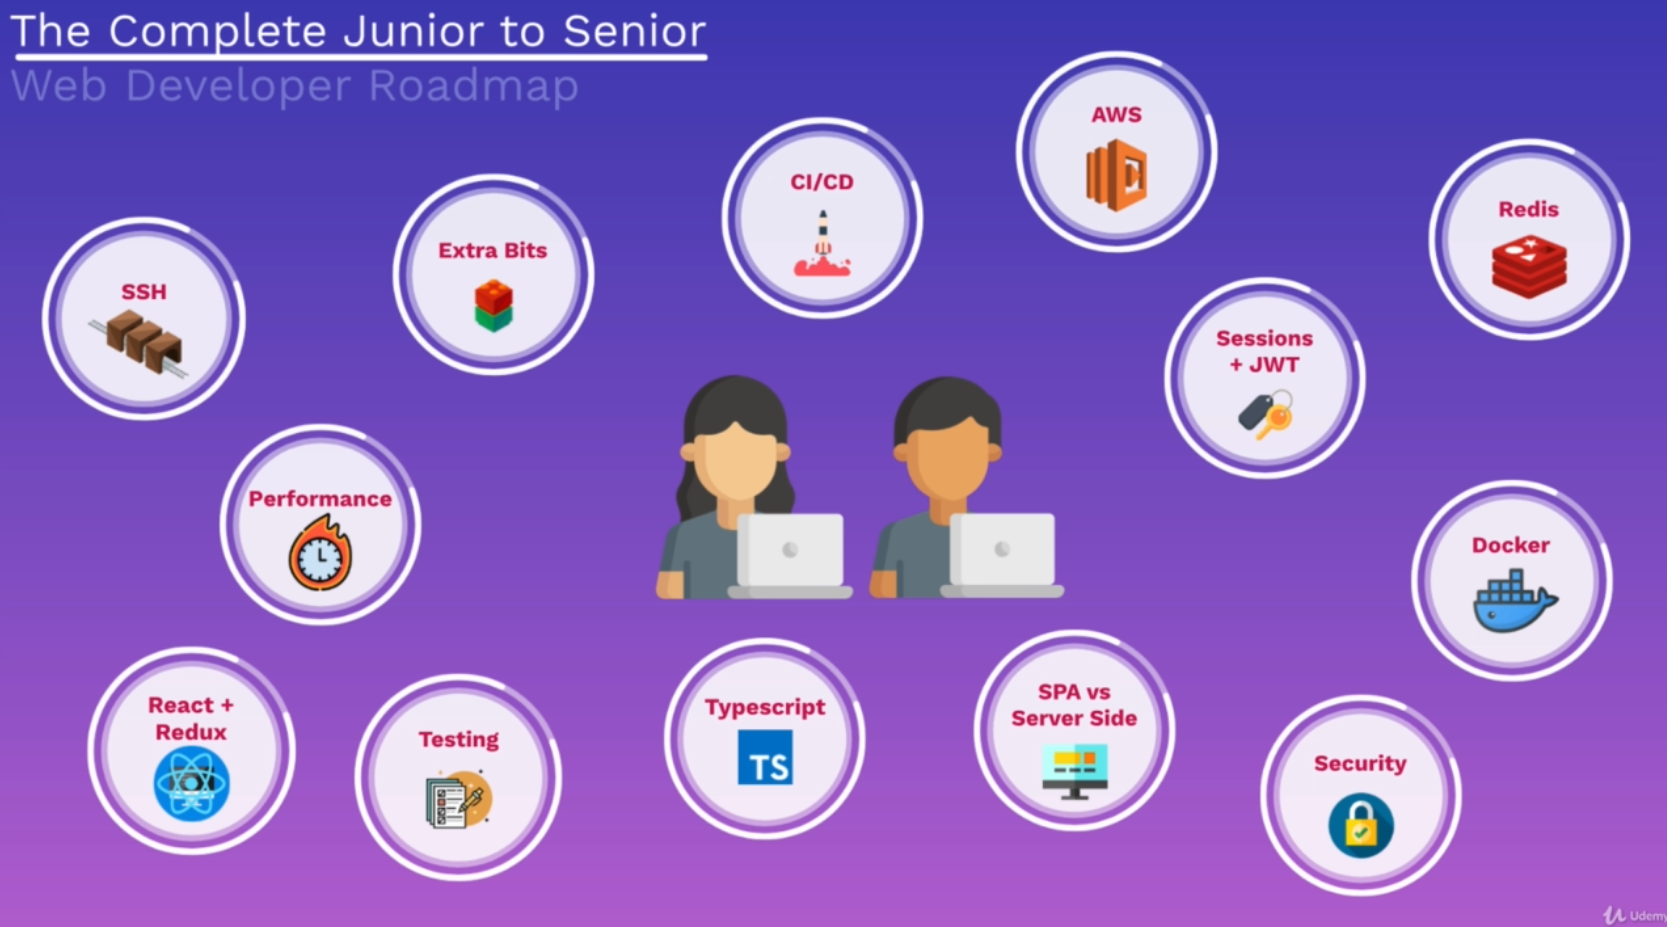 The Complete Junior to Senior
Web Developer Roadmap
AWS
CI/CD
Redis
Extra Bits
SSH
Sessions
+ JWT
Performance
Docker
React +
Redux
Testing
Typescript
TS
SPA vs
Server Side
Security
Udemy